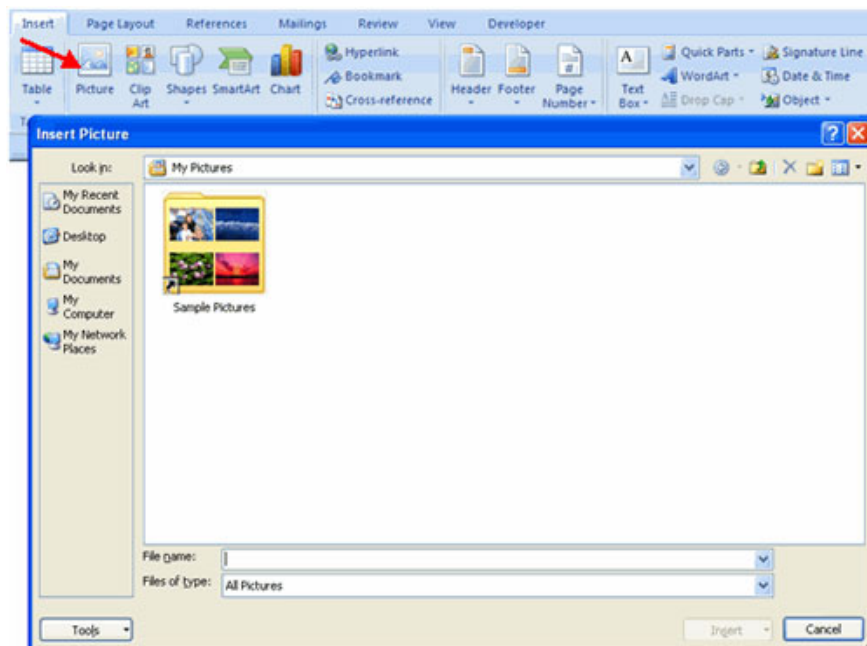 Insert Page Layout References Mailings Review View Developer
Table Picture Clip Art Shapes SmartArt Chart
Hyperlink
Bookmark
Cross-reference
Header Footer Page Number
Text Box
Quick Parts
WordArt
Drop Cap
Signature Line
Date & Time
Object
Insert Picture
Look in: My Pictures
My Recent
Documents
Desktop
My
Documents
My
Computer
My Network
Places
Sample Pictures
File name:
Files of type: All Pictures
Tools Insert Cancel